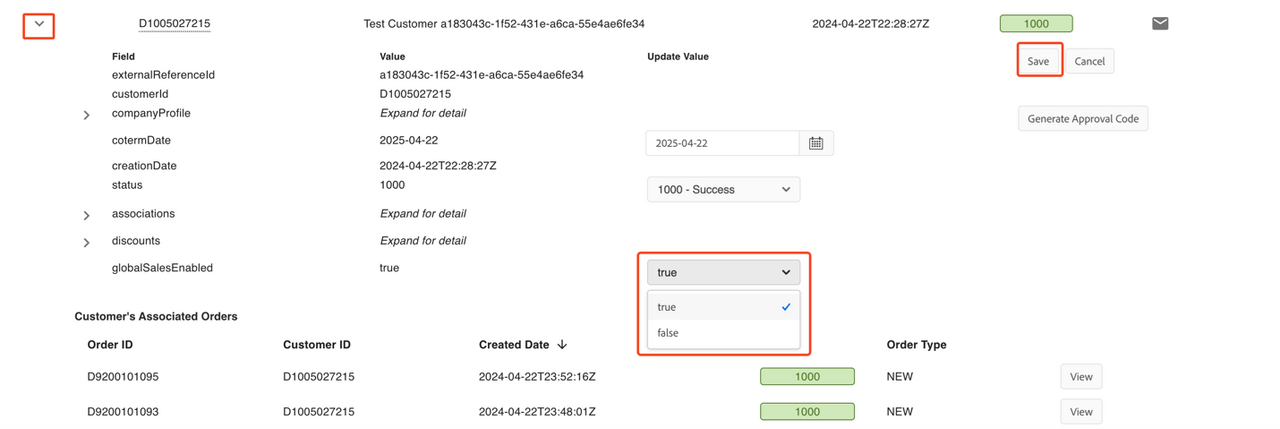 D1005027215 Test Customer a183043c-1f52-431e-a6ca-55e4ae6fe34 2024-04-22T22:28:27Z 1000
Field Value Update Value Save Cancel
externalReferenceId a183043c-1f52-431e-a6ca-55e4ae6fe34
customerId D1005027215
companyProfile Expand for detail Generate Approval Code
cotermDate 2025-04-22 2025-04-22
creationDate 2024-04-22T22:28:27Z
status 1000 1000 - Success
associations Expand for detail
discounts Expand for detail
globalSalesEnabled true true
true
false
Customer's Associated Orders
Order ID Customer ID Created Date Order Type
D9200101095 D1005027215 2024-04-22T23:52:16Z 1000 NEW View
D9200101093 D1005027215 2024-04-22T23:48:01Z 1000 NEW View